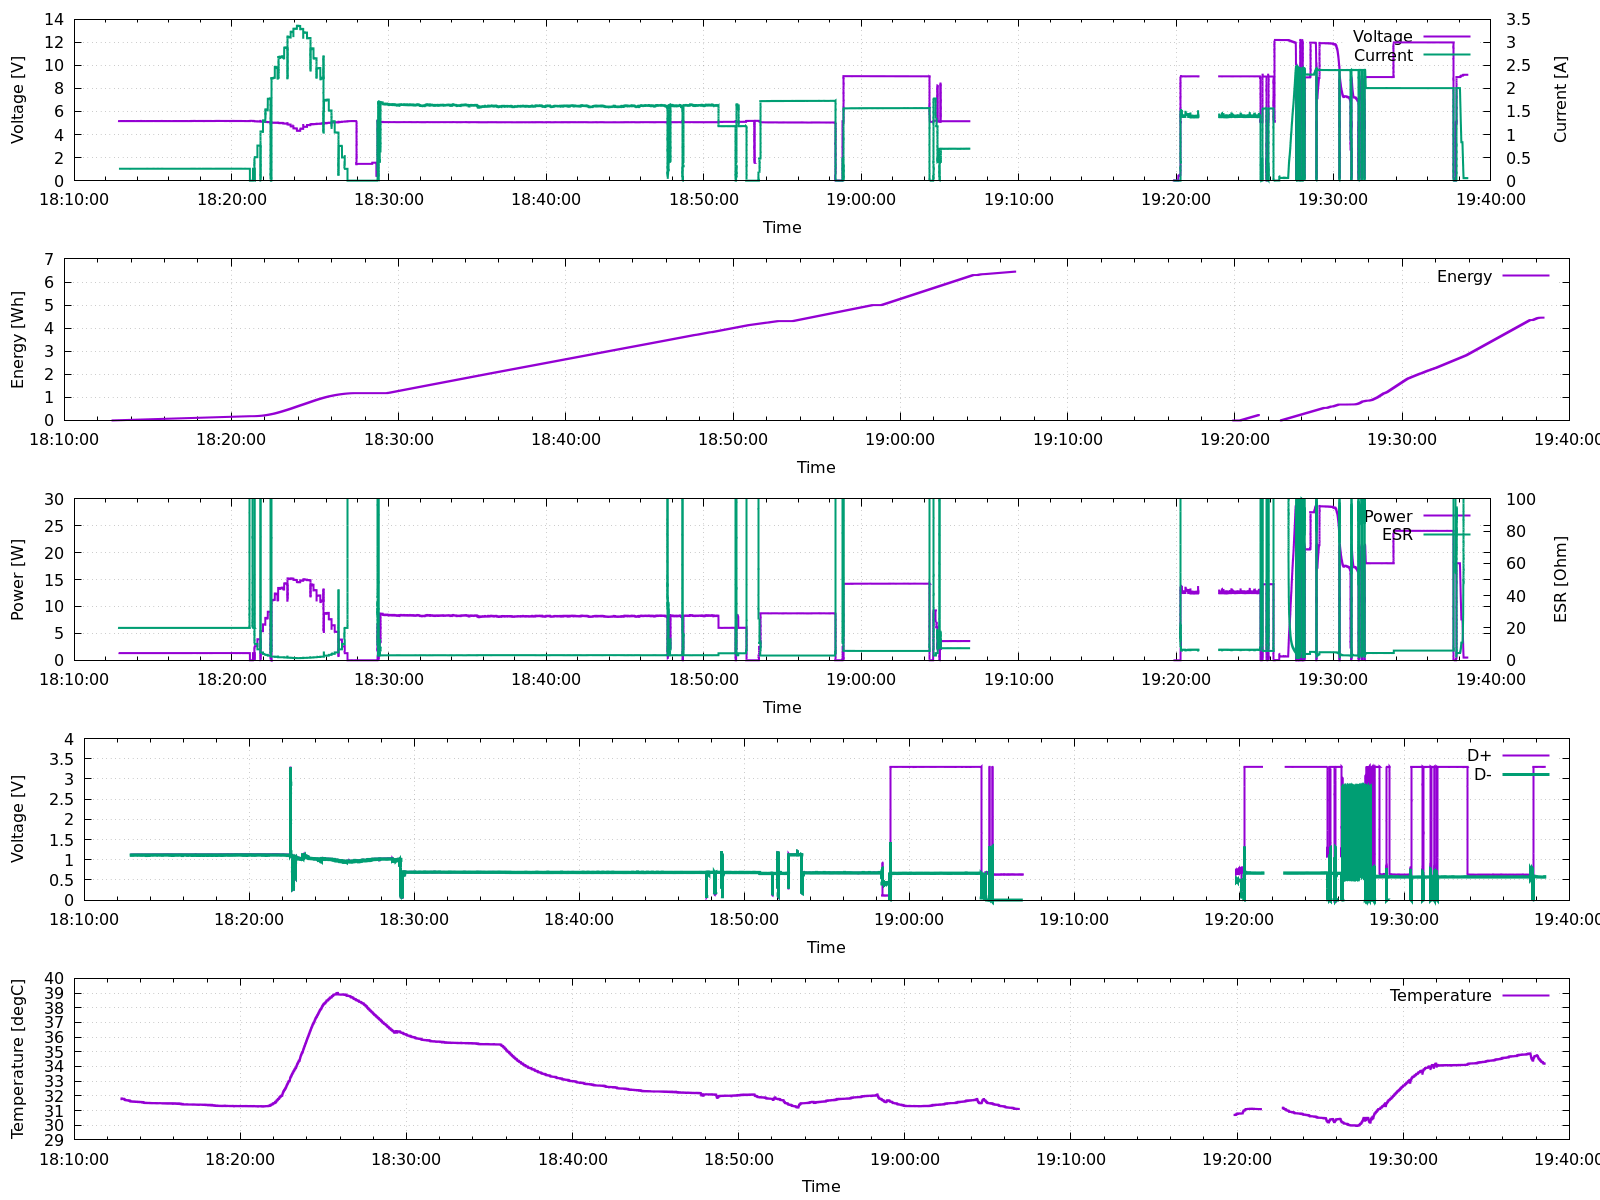 14 3.5
12 Voltage 3
10 Current 2.5
8 2
6 1.5
4 1
2 0.5
0 0
Voltage [V] Current [A]
18:10:00 18:20:00 18:30:00 18:40:00 18:50:00 19:00:00 19:10:00 19:20:00 19:30:00 19:40:00
Time
7
6 Energy
5
4
3
2
1
0
Energy [Wh]
18:10:00 18:20:00 18:30:00 18:40:00 18:50:00 19:00:00 19:10:00 19:20:00 19:30:00 19:40:00
Time
30 100
25 Power 80
20 ESR 60
15 40
10 20
5 0
0
Power [W] ESR [Ohm]
18:10:00 18:20:00 18:30:00 18:40:00 18:50:00 19:00:00 19:10:00 19:20:00 19:30:00 19:40:00
Time
4
3.5 D+
3 D-
2.5
2
1.5
1
0.5
0
Voltage [V]
18:10:00 18:20:00 18:30:00 18:40:00 18:50:00 19:00:00 19:10:00 19:20:00 19:30:00 19:40:00
Time
40
39 Temperature
38
37
36
35
34
33
32
31
30
29
Temperature [degC]
18:10:00 18:20:00 18:30:00 18:40:00 18:50:00 19:00:00 19:10:00 19:20:00 19:30:00 19:40:00
Time